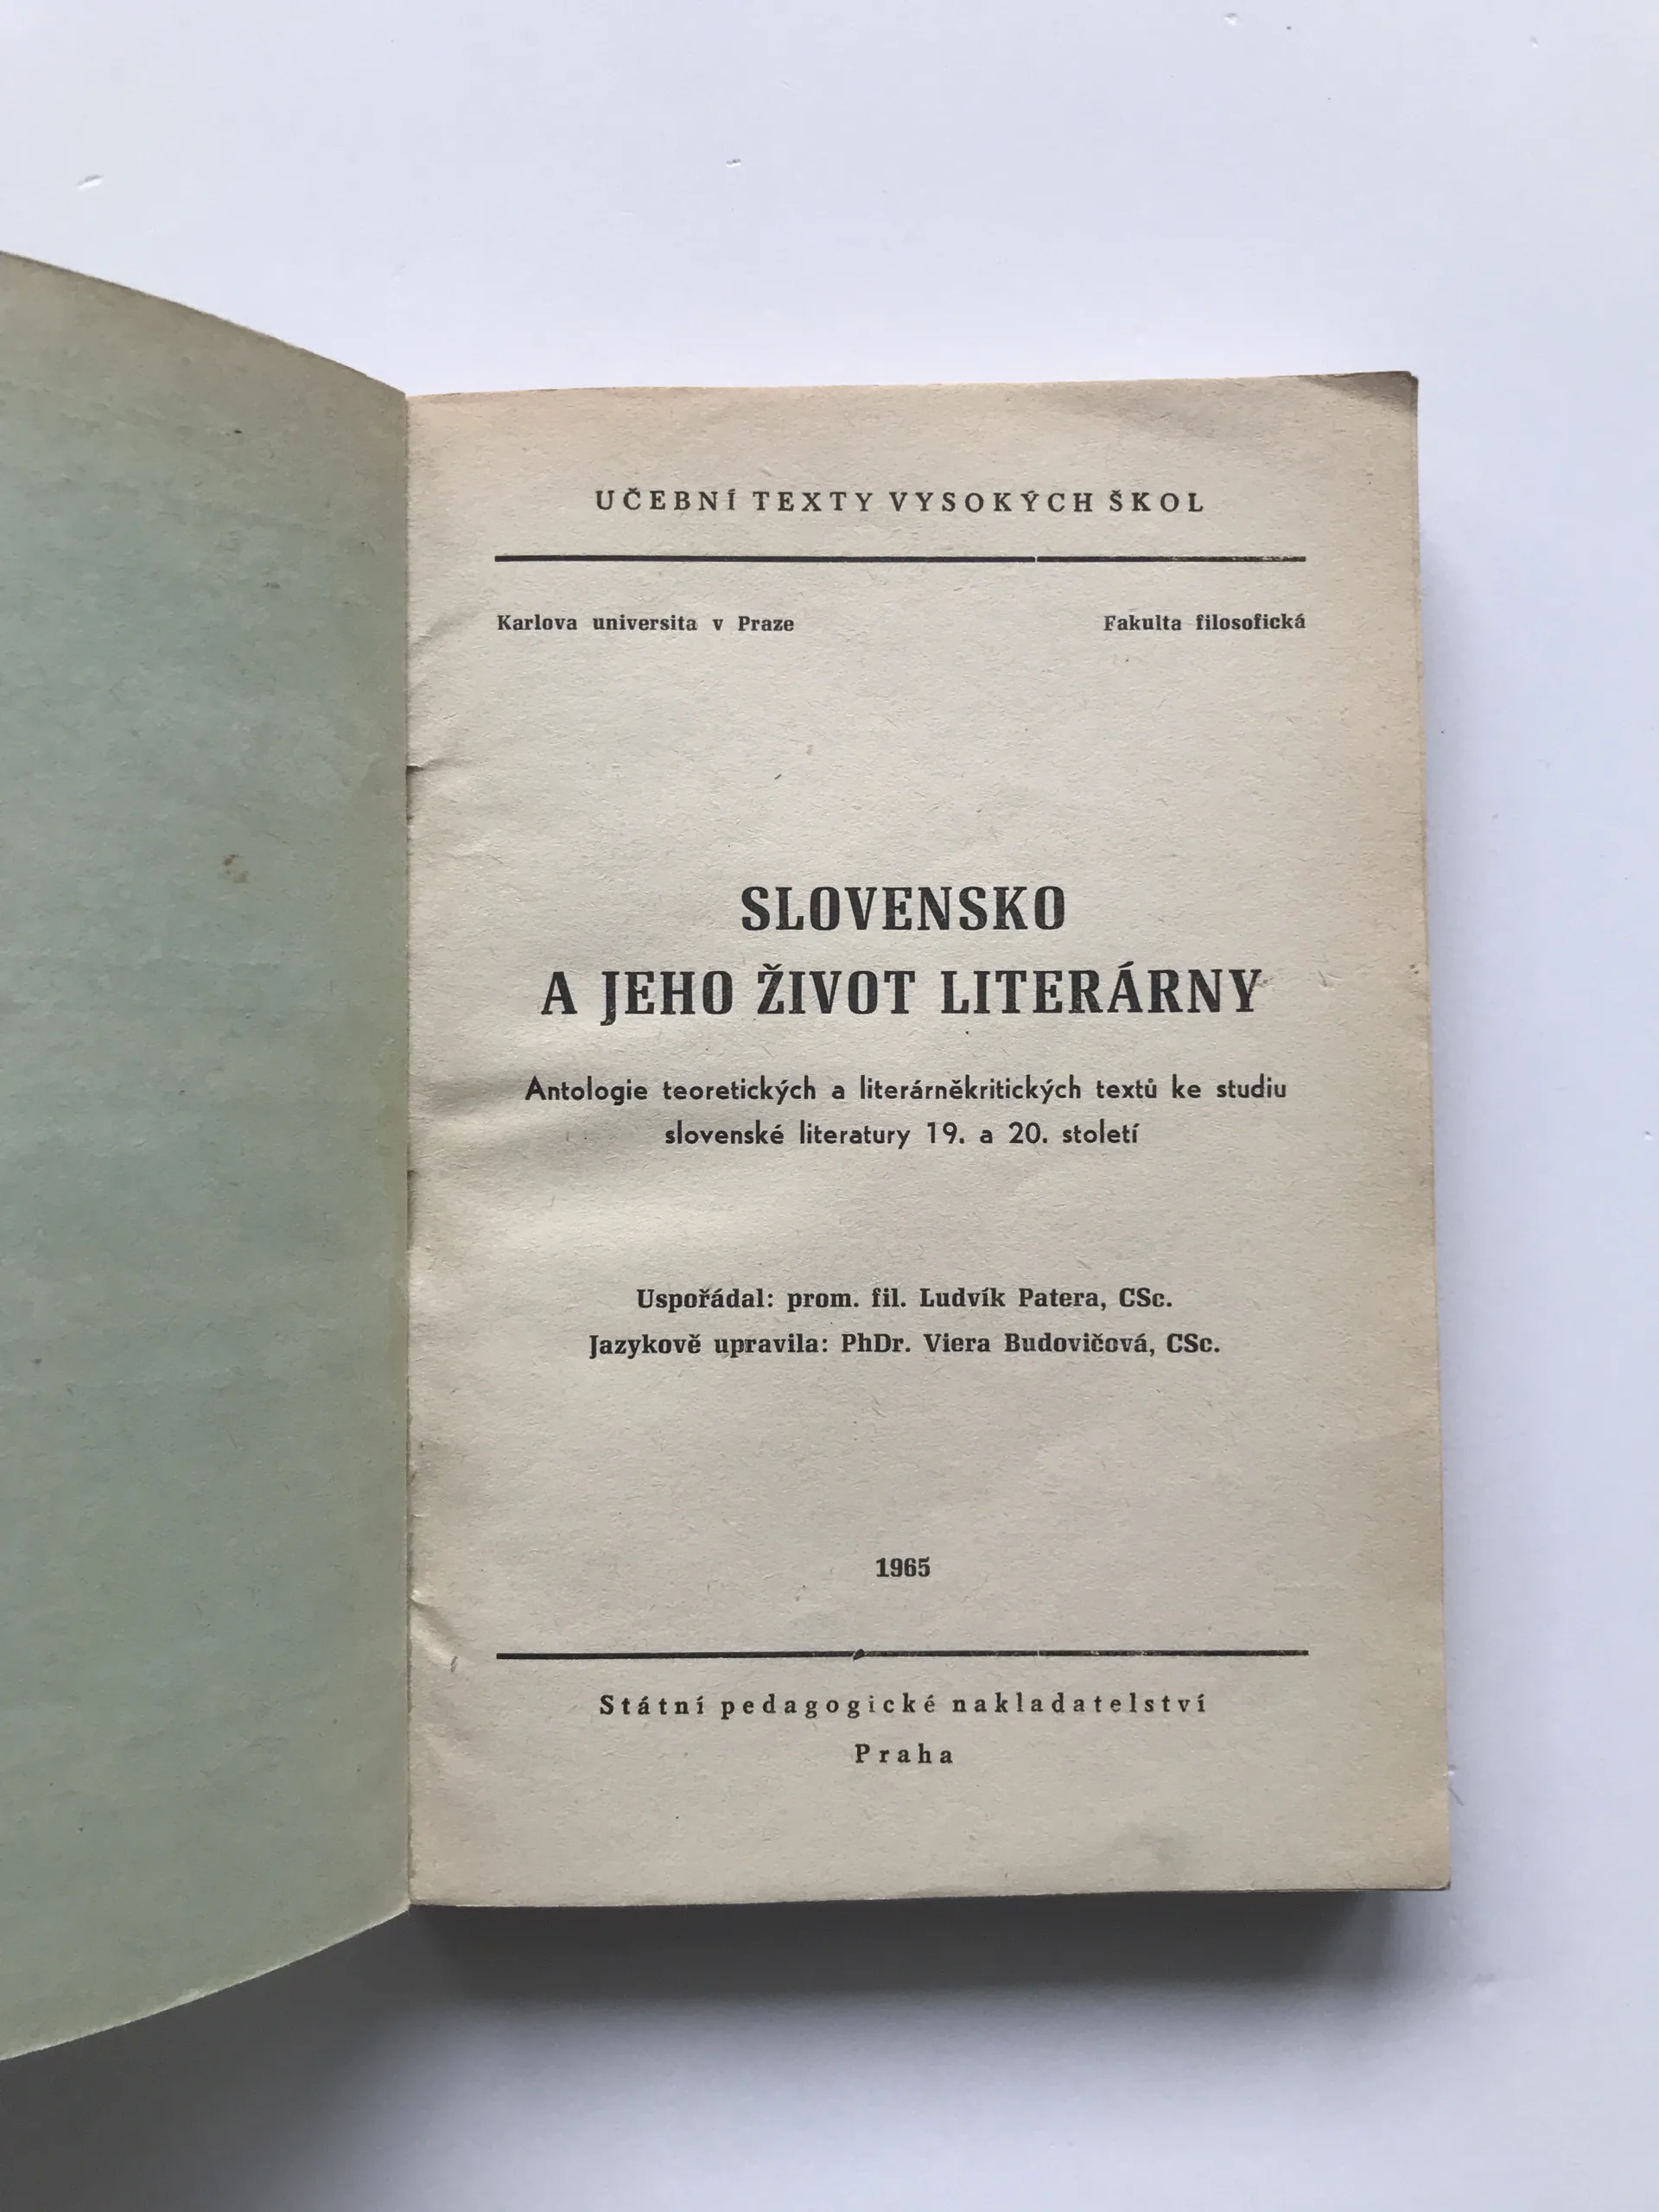 UČEBNÍ TEXTY VYSOKÝCH ŠKOL
Karlova universita v Praze Fakulta filosofická
SLOVENSKO
A JEHO ŽIVOT LITERÁRNY
Antologie teoretických a literárněkritických textů ke studiu
slovenské literatury 19. a 20. století
Uspořádal: prom. fil. Ludvík Patera, CSc.
Jazykově upravila: PhDr. Viera Budovičová, CSc.
1965
Státní pedagogické nakladatelství
Praha